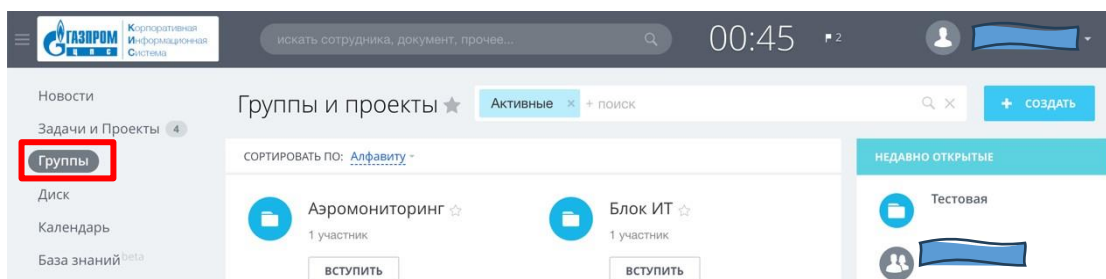 ГАЗПРОМ
ЦПС
Корпоративная
Информационная
Система
искать сотрудника, документ, прочее...
00:45
2
Новости
Задачи и Проекты 4
Группы
Диск
Календарь
База знаний beta
Группы и проекты
Активные × + поиск
+ СОЗДАТЬ
СОРТИРОВАТЬ ПО: Алфавиту
Аэромониторинг
1 участник
ВСТУПИТЬ
Блок ИТ
1 участник
ВСТУПИТЬ
НЕДАВНО ОТКРЫТЫЕ
Тестовая